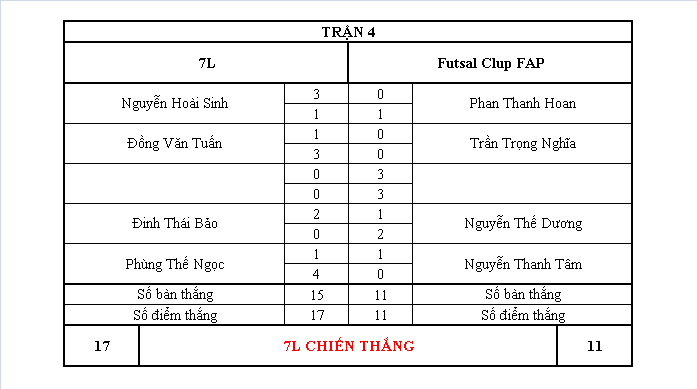 TRẬN 4
7L Futsal Clup FAP
Nguyễn Hoài Sinh 3 0 Phan Thanh Hoan
1 1
Đồng Văn Tuấn 1 0 Trần Trọng Nghĩa
3 0
0 3
0 3
Đinh Thái Bảo 2 1 Nguyễn Thế Dương
0 2
Phùng Thế Ngọc 1 1 Nguyễn Thanh Tâm
4 0
Số bàn thắng 15 11 Số bàn thắng
Số điểm thắng 17 11 Số điểm thắng
17 7L CHIẾN THẮNG 11